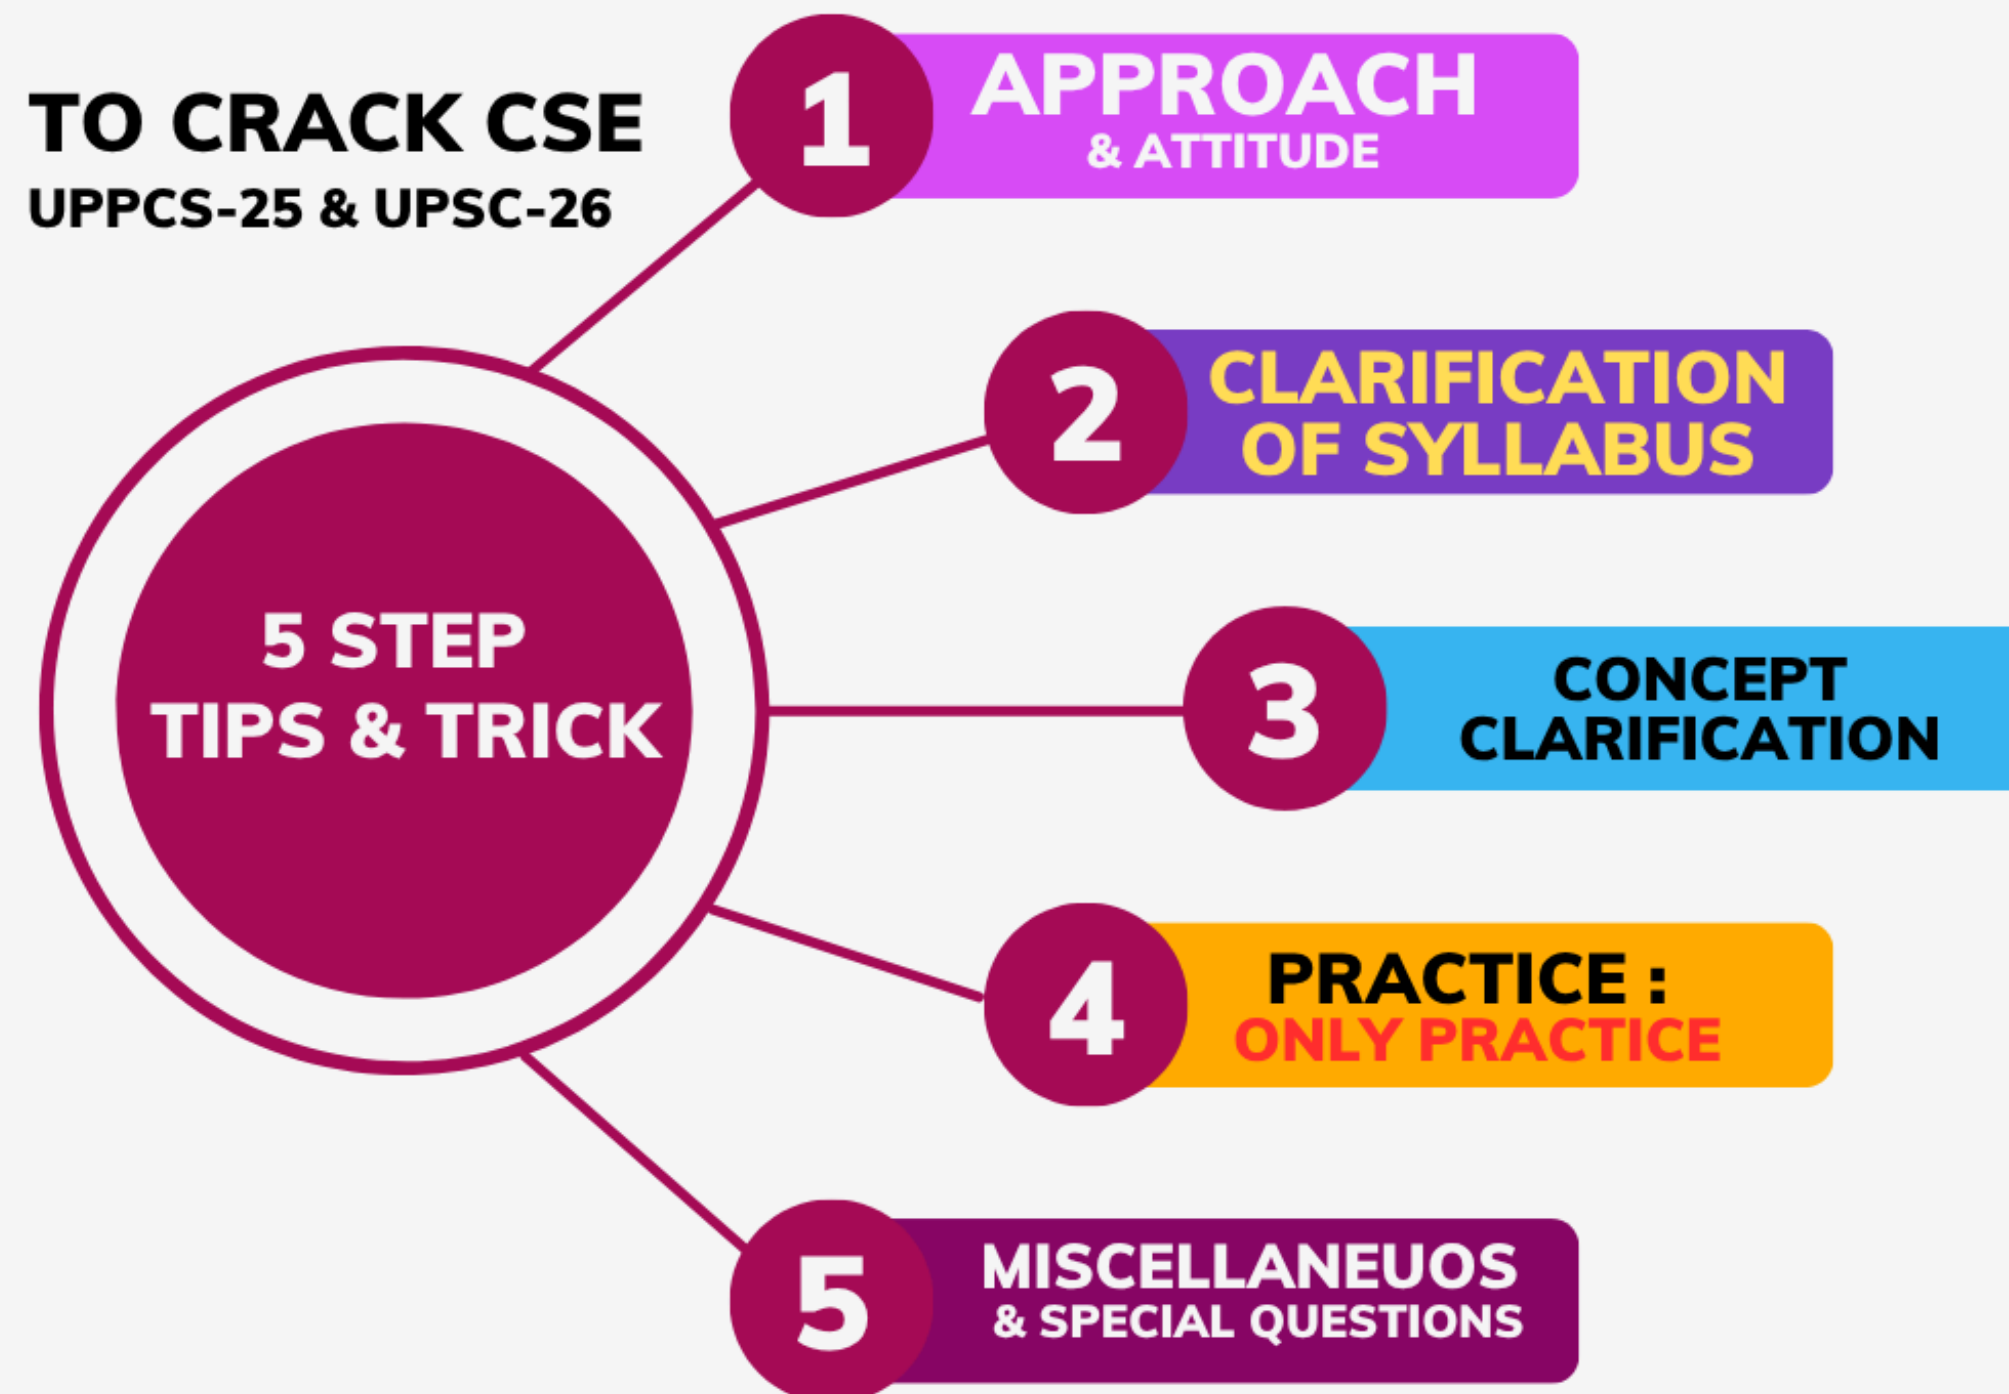 TO CRACK CSE
UPPCS-25 & UPSC-26
5 STEP
TIPS & TRICK
1
APPROACH
& ATTITUDE
2
CLARIFICATION
OF SYLLABUS
3
CONCEPT
CLARIFICATION
4
PRACTICE :
ONLY PRACTICE
5
MISCELLANEUOS
& SPECIAL QUESTIONS